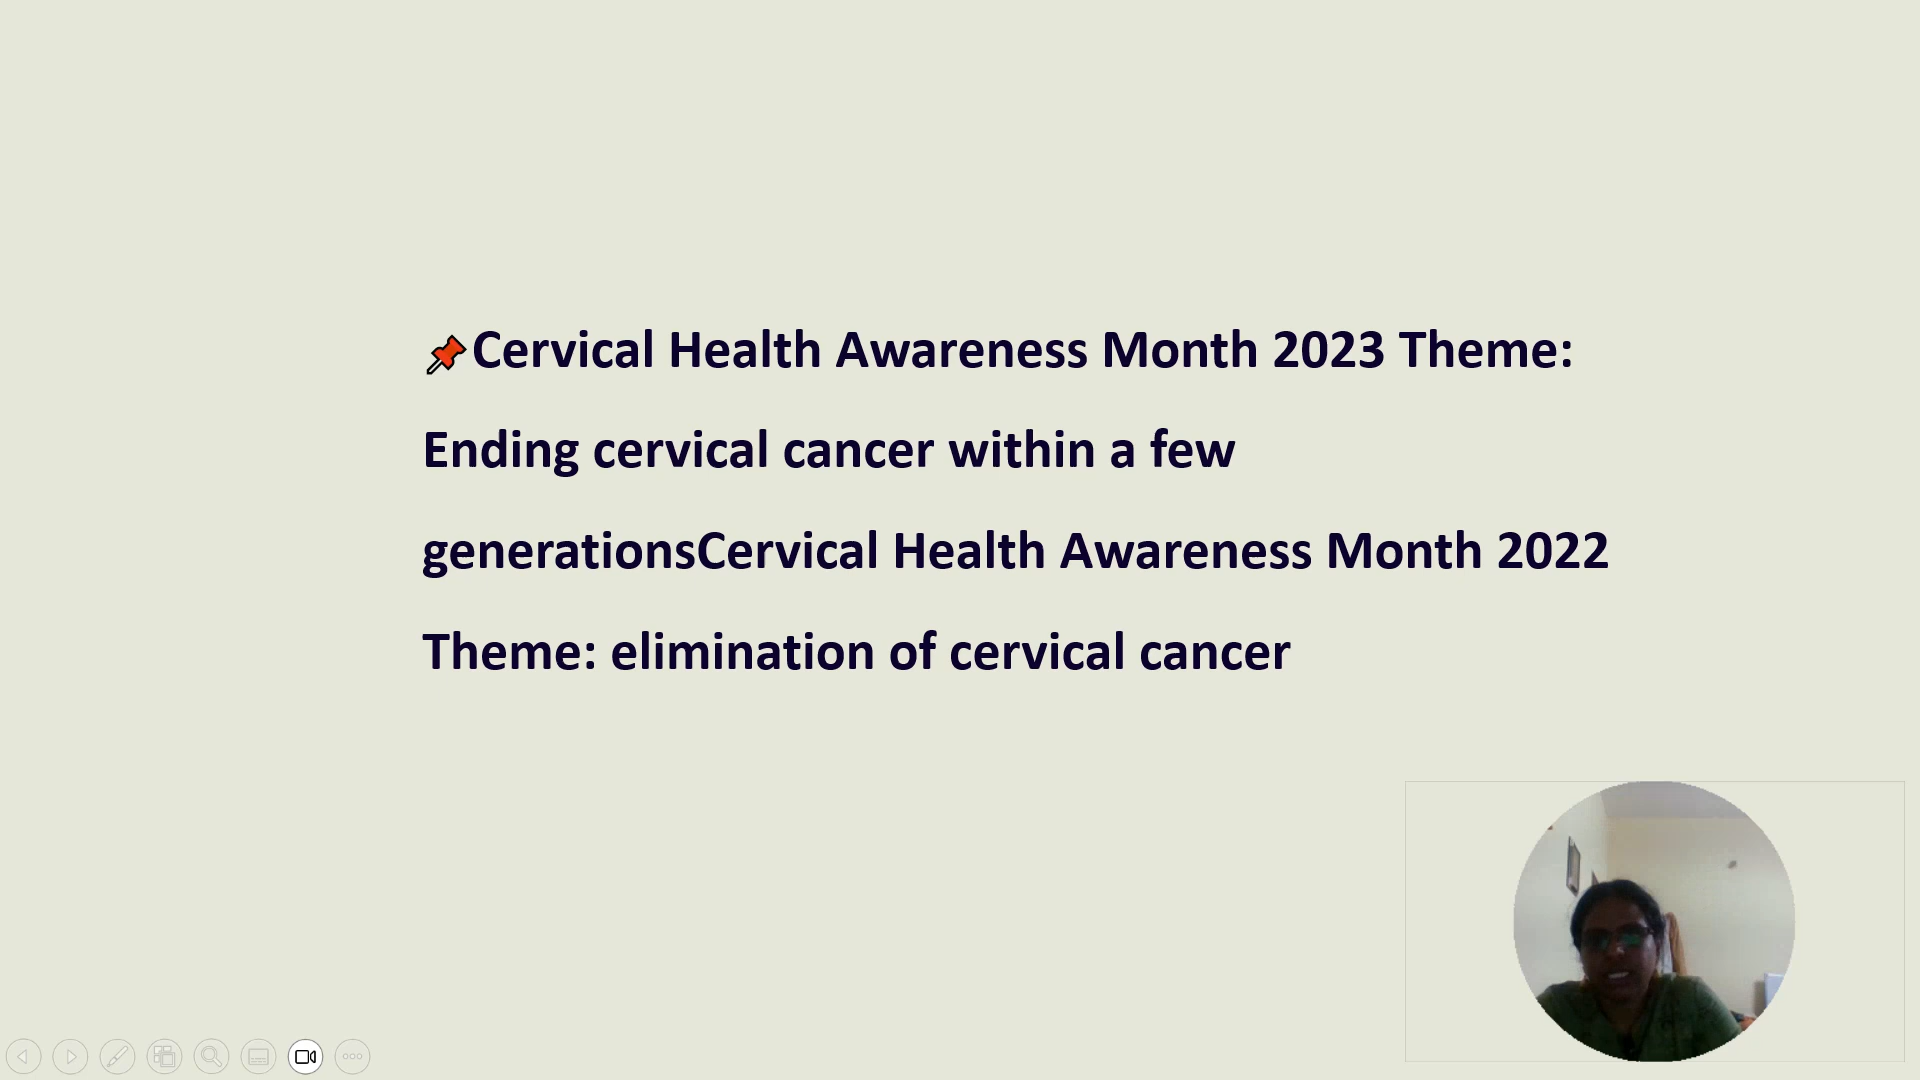 📌Cervical Health Awareness Month 2023 Theme:
Ending cervical cancer within a few
generationsCervical Health Awareness Month 2022
Theme: elimination of cervical cancer